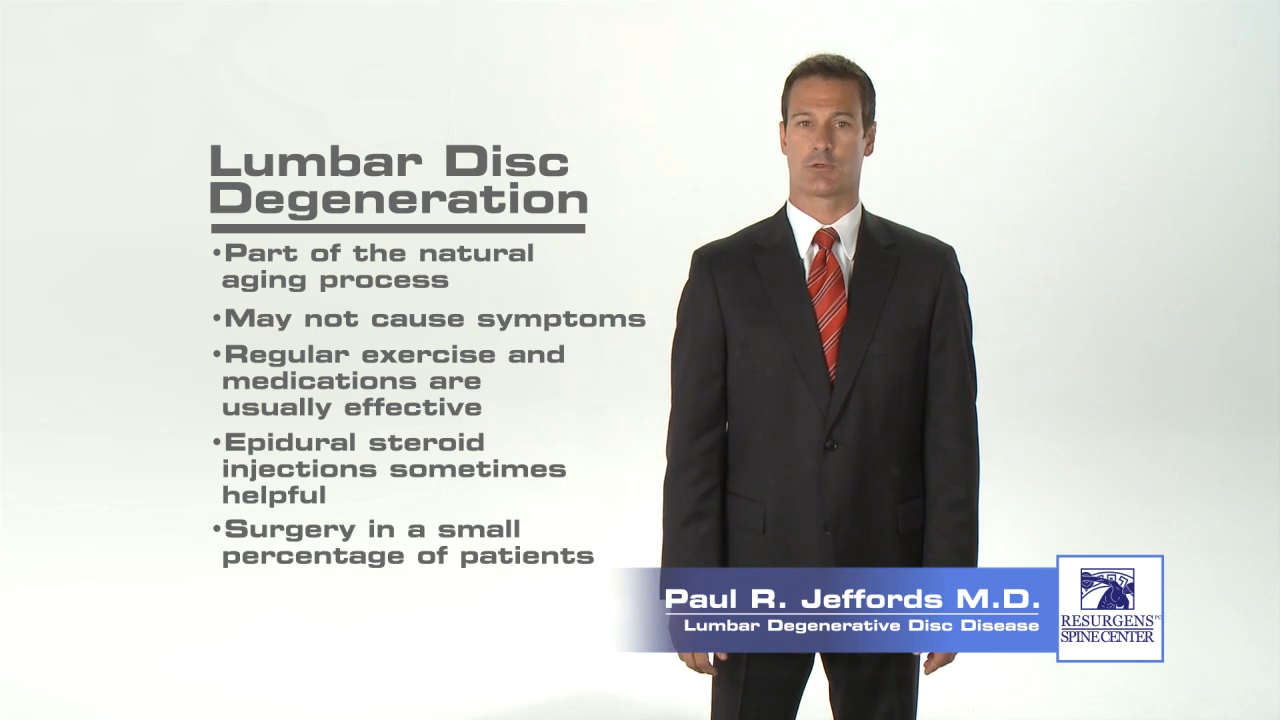 Lumbar Disc
Degeneration
•Part of the natural
aging process
•May not cause symptoms
•Regular exercise and
medications are
usually effective
•Epidural steroid
injections sometimes
helpful
•Surgery in a small
percentage of patients
Paul R. Jeffords M.D.
Lumbar Degenerative Disc Disease
RESURGENS PC
SPINE CENTER